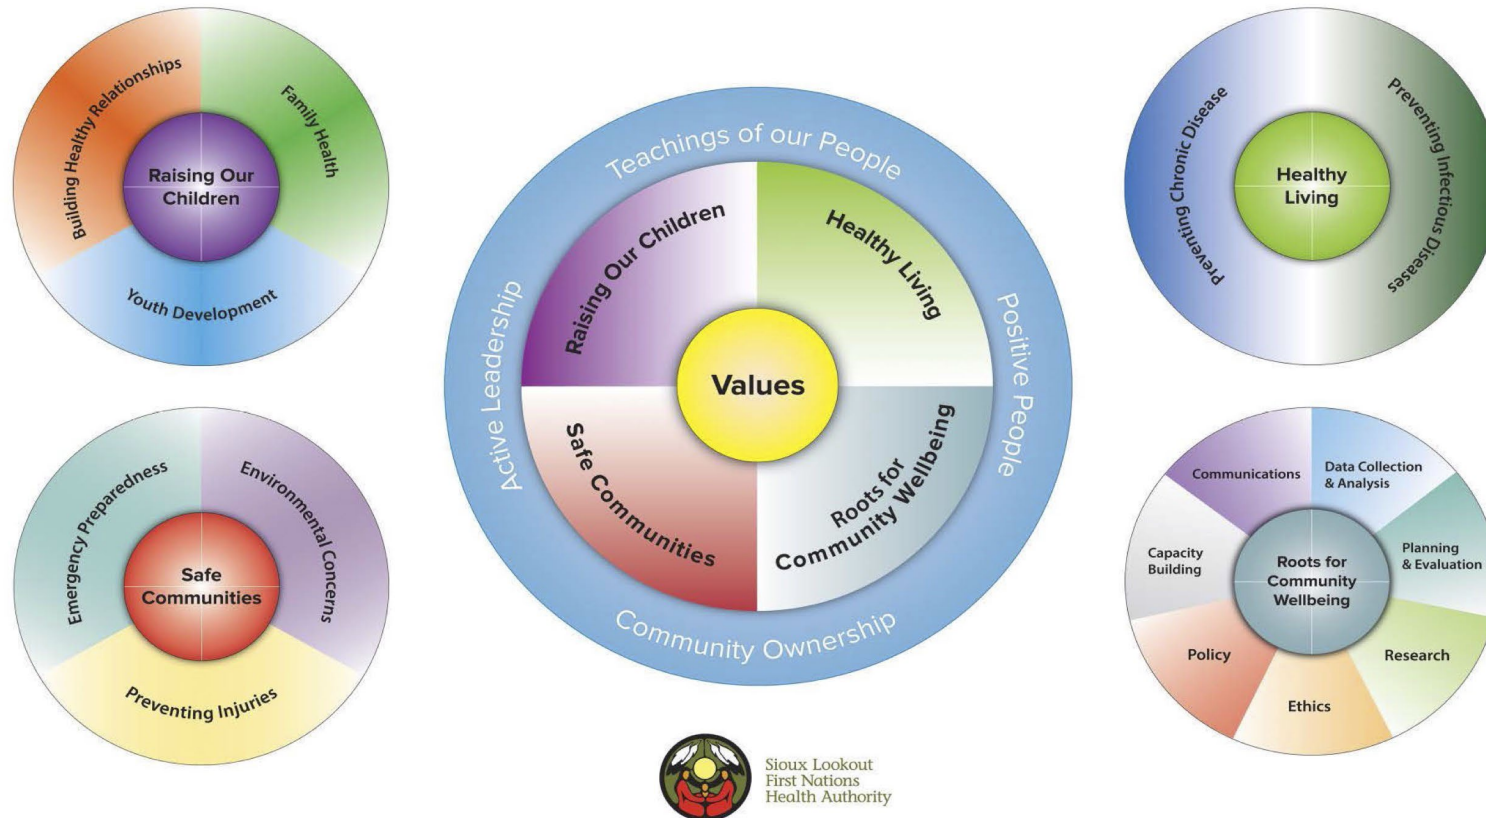 Building Healthy Relationships
Family Health
Youth Development
Raising Our
Children
Teachings of our People
Active Leadership
Positive People
Community Ownership
Raising Our Children
Healthy Living
Safe Communities
Roots for
Community Wellbeing
Values
Preventing Chronic Disease
Preventing Infectious Diseases
Healthy
Living
Emergency Preparedness
Environmental Concerns
Preventing Injuries
Safe
Communities
Communications
Data Collection
& Analysis
Capacity
Building
Planning
& Evaluation
Policy
Research
Ethics
Roots for
Community
Wellbeing
Sioux Lookout
First Nations
Health Authority